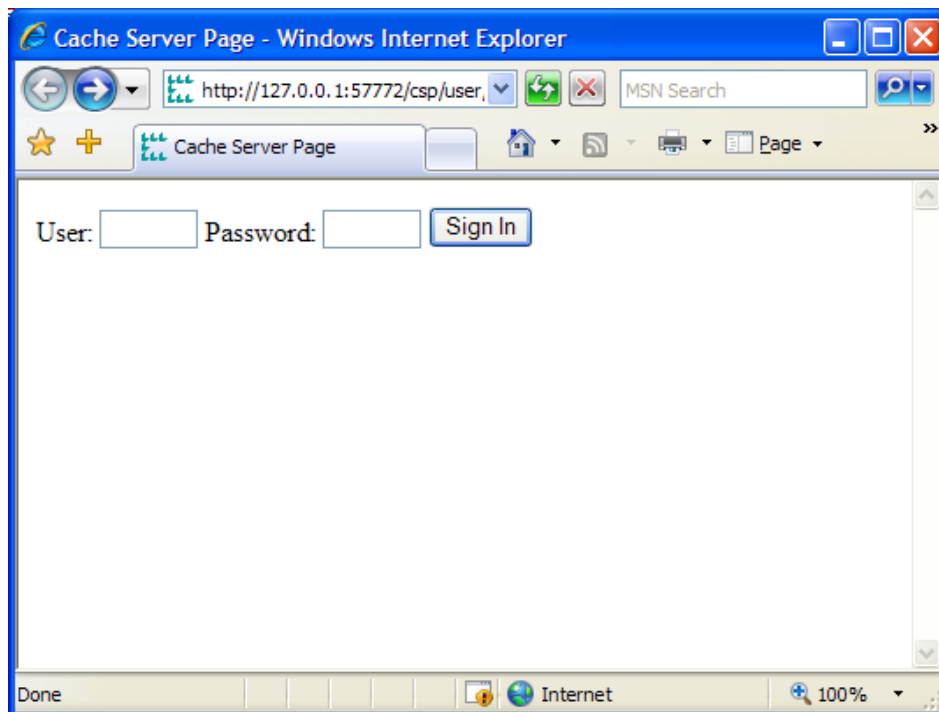 Cache Server Page - Windows Internet Explorer
http://127.0.0.1:57772/csp/user, MSN Search
Cache Server Page Page
User: Password: Sign In
Done Internet 100%